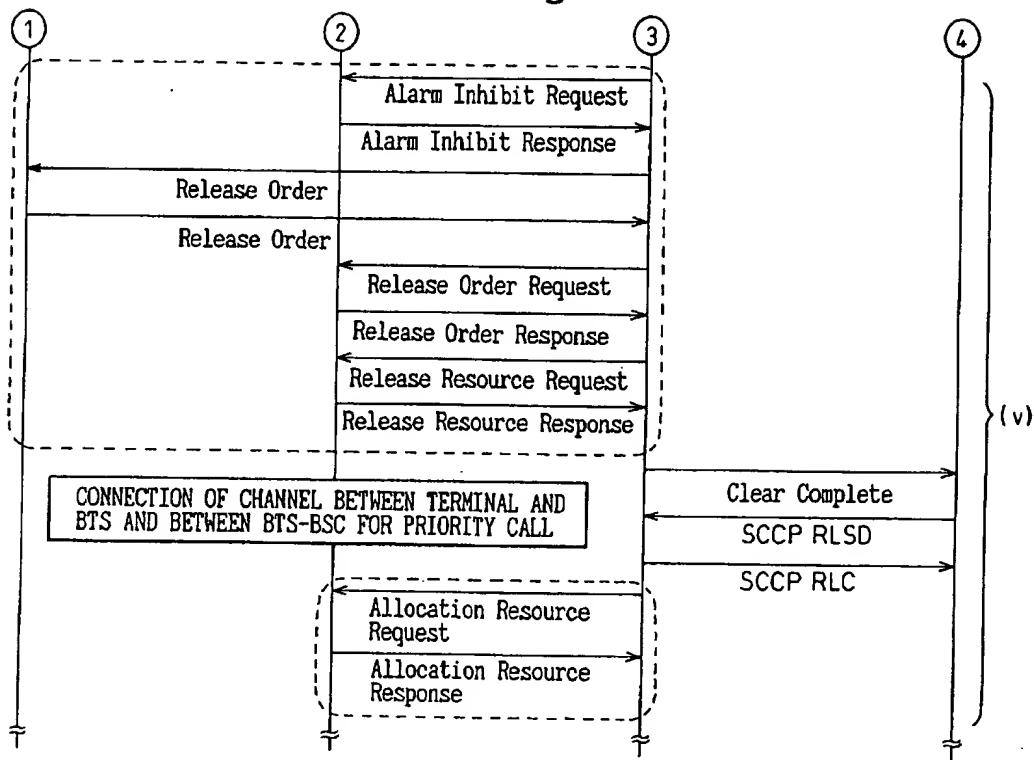 g
1 2 3 4
Alarm Inhibit Request
Alarm Inhibit Response
Release Order
Release Order
Release Order Request
Release Order Response
Release Resource Request
Release Resource Response
(v)
CONNECTION OF CHANNEL BETWEEN TERMINAL AND
BTS AND BETWEEN BTS-BSC FOR PRIORITY CALL
Clear Complete
SCCP RLSD
SCCP RLC
Allocation Resource
Request
Allocation Resource
Response